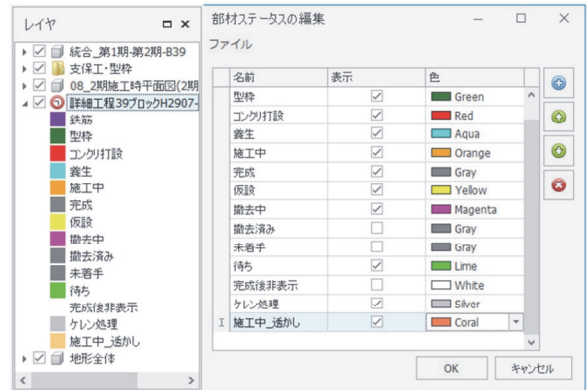 レイヤ
統合_第1期-第2期-B39
支保工・型枠
08_2期施工時平面図(2期
詳細工程39ブロックH2907-
鉄筋
型枠
コンクリ打設
養生
施工中
完成
仮設
撤去中
撤去済み
未着手
待ち
完成後非表示
ケレン処理
施工中_透かし
地形全体
部材ステータスの編集
ファイル
名前 表示 色
型枠 Green
コンクリ打設 Red
養生 Aqua
施工中 Orange
完成 Gray
仮設 Yellow
撤去中 Magenta
撤去済み Gray
未着手 Gray
待ち Lime
完成後非表示 White
ケレン処理 Silver
施工中_透かし Coral
OK キャンセル